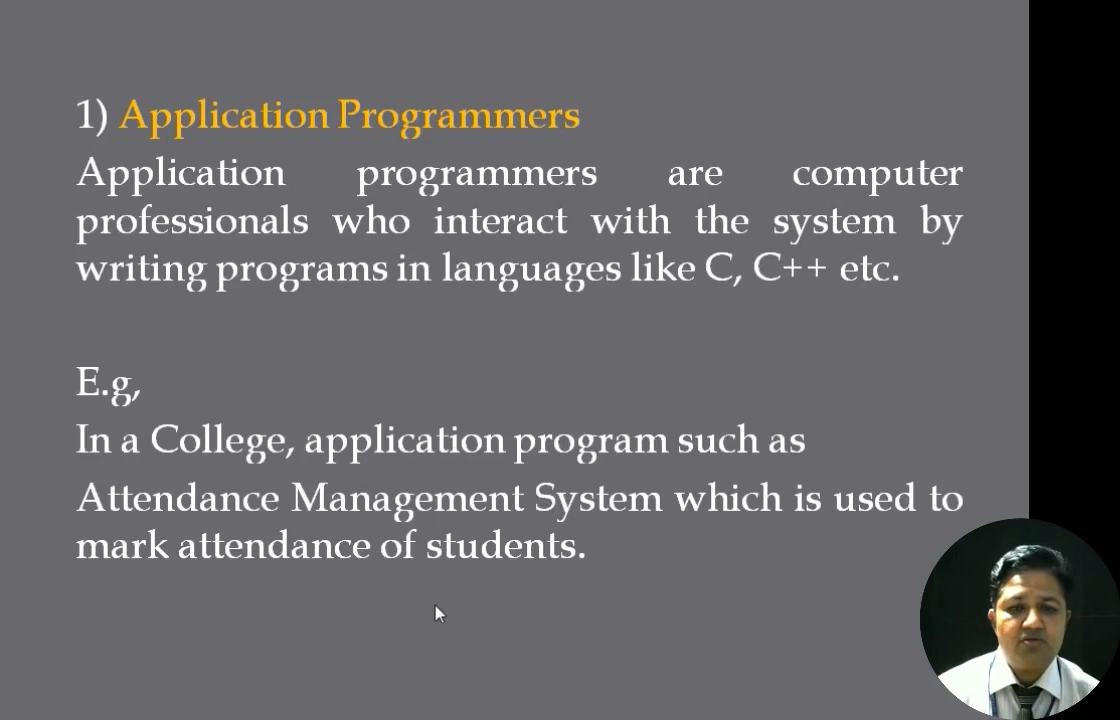 1) Application Programmers
Application programmers are computer
professionals who interact with the system by
writing programs in languages like C, C++ etc.
E.g,
In a College, application program such as
Attendance Management System which is used to
mark attendance of students.